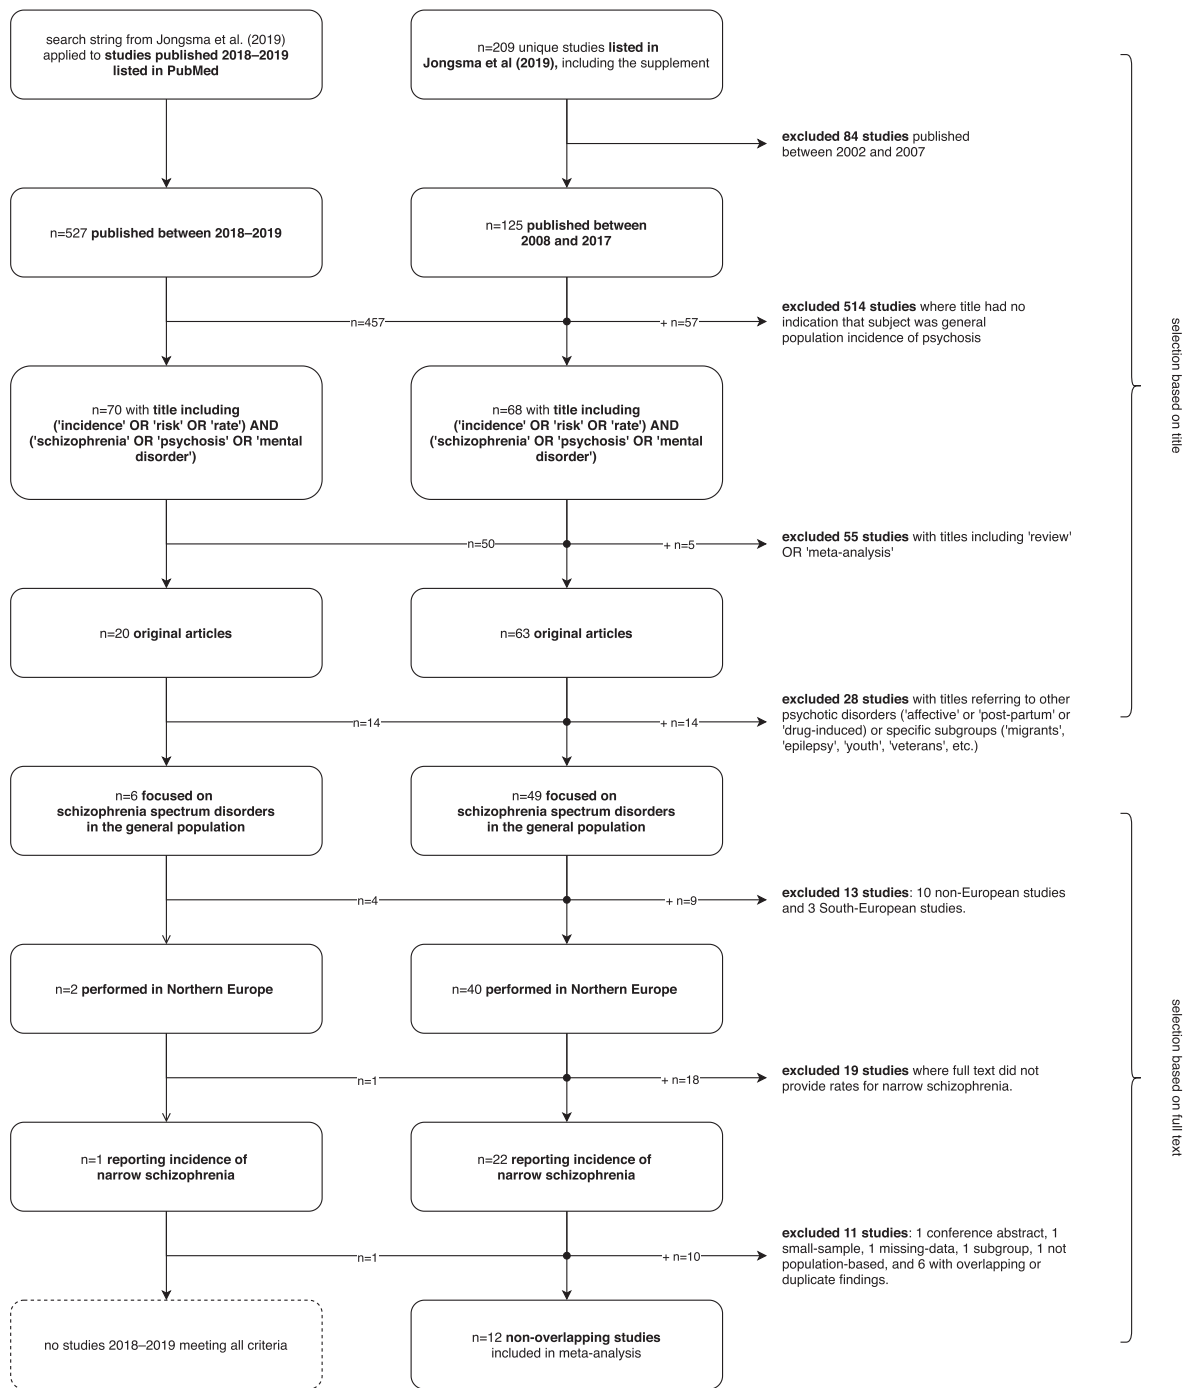 search string from Jongsma et al. (2019)
applied to studies published 2018–2019
listed in PubMed
n=209 unique studies listed in
Jongsma et al (2019), including the supplement
excluded 84 studies published
between 2002 and 2007
n=527 published between 2018–2019
n=125 published between
2008 and 2017
n=457
+ n=57
excluded 514 studies where title had no
indication that subject was general
population incidence of psychosis
selection based on title
n=70 with title including
('incidence' OR 'risk' OR 'rate') AND
('schizophrenia' OR 'psychosis' OR 'mental
disorder')
n=68 with title including
('incidence' OR 'risk' OR 'rate') AND
('schizophrenia' OR 'psychosis' OR 'mental
disorder')
n=50
+ n=5
excluded 55 studies with titles including 'review'
OR 'meta-analysis'
n=20 original articles
n=63 original articles
n=14
+ n=14
excluded 28 studies with titles referring to other
psychotic disorders ('affective' or 'post-partum' or
'drug-induced) or specific subgroups ('migrants',
'epilepsy', 'youth', 'veterans', etc.)
n=6 focused on
schizophrenia spectrum disorders
in the general population
n=49 focused on
schizophrenia spectrum disorders
in the general population
n=4
+ n=9
excluded 13 studies: 10 non-European studies
and 3 South-European studies.
n=2 performed in Northern Europe
n=40 performed in Northern Europe
n=1
+ n=18
excluded 19 studies where full text did not
provide rates for narrow schizophrenia.
selection based on full text
n=1 reporting incidence of
narrow schizophrenia
n=22 reporting incidence of
narrow schizophrenia
n=1
+ n=10
excluded 11 studies: 1 conference abstract, 1
small-sample, 1 missing-data, 1 subgroup, 1 not
population-based, and 6 with overlapping or
duplicate findings.
no studies 2018–2019 meeting all criteria
n=12 non-overlapping studies
included in meta-analysis